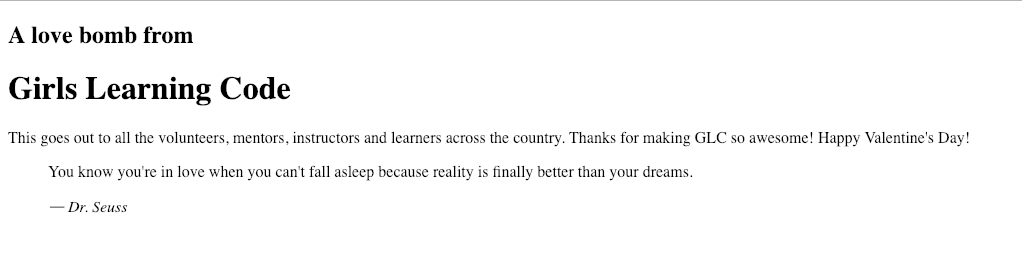 A love bomb from
Girls Learning Code
This goes out to all the volunteers, mentors, instructors and learners across the country. Thanks for making GLC so awesome! Happy Valentine's Day!
You know you're in love when you can't fall asleep because reality is finally better than your dreams.
— Dr. Seuss